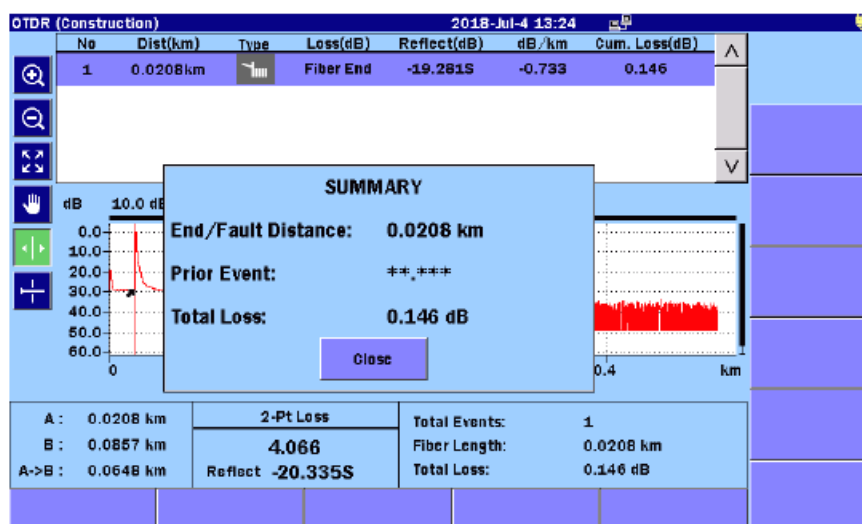 OTDR (Construction) 2018-Jul-4 13:24
No Dist(km) Type Loss(dB) Reflect(dB) dB/km Cum. Loss(dB)
1 0.0208km Fiber End -19.281S -0.733 0.146
SUMMARY
End/Fault Distance: 0.0208 km
Prior Event: **.***
Total Loss: 0.146 dB
Close
dB 10.0 dB
0.0
10.0
20.0
30.0
40.0
50.0
60.0
0 0.4 km
A : 0.0208 km
B : 0.0857 km
A->B : 0.0648 km
2-Pt Loss
4.066
Reflect -20.335S
Total Events: 1
Fiber Length: 0.0208 km
Total Loss: 0.146 dB